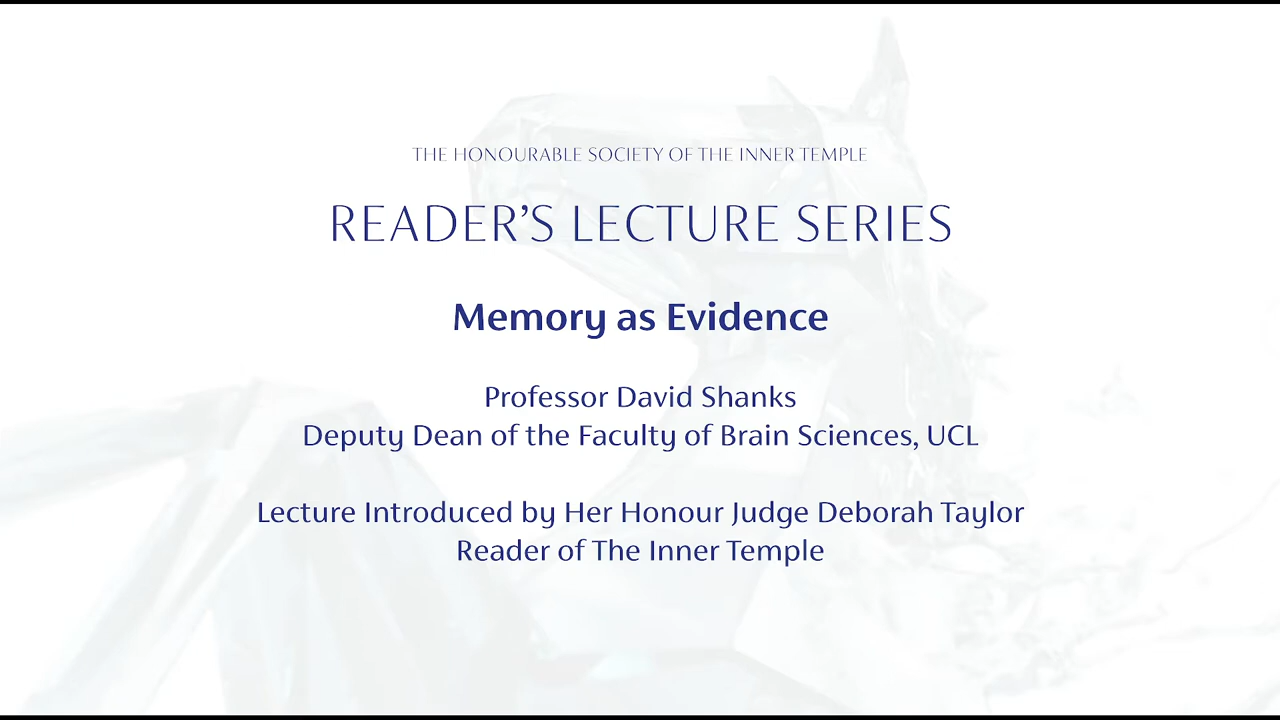 THE HONOURABLE SOCIETY OF THE INNER TEMPLE
READER’S LECTURE SERIES
Memory as Evidence
Professor David Shanks
Deputy Dean of the Faculty of Brain Sciences, UCL
Lecture Introduced by Her Honour Judge Deborah Taylor
Reader of The Inner Temple